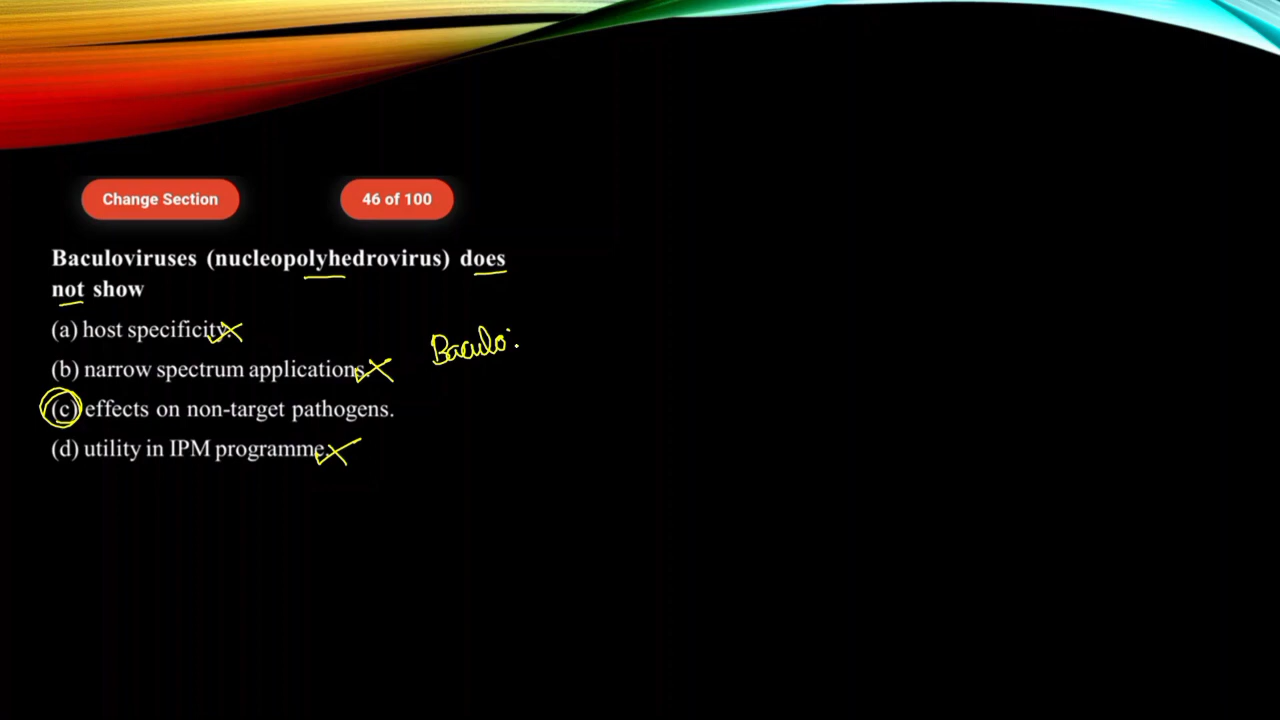 Change Section
46 of 100
Baculoviruses (nucleopolyhedrovirus) does
not show
(a) host specificity.
(b) narrow spectrum applications.
Baculo:
(c) effects on non-target pathogens.
(d) utility in IPM programme.